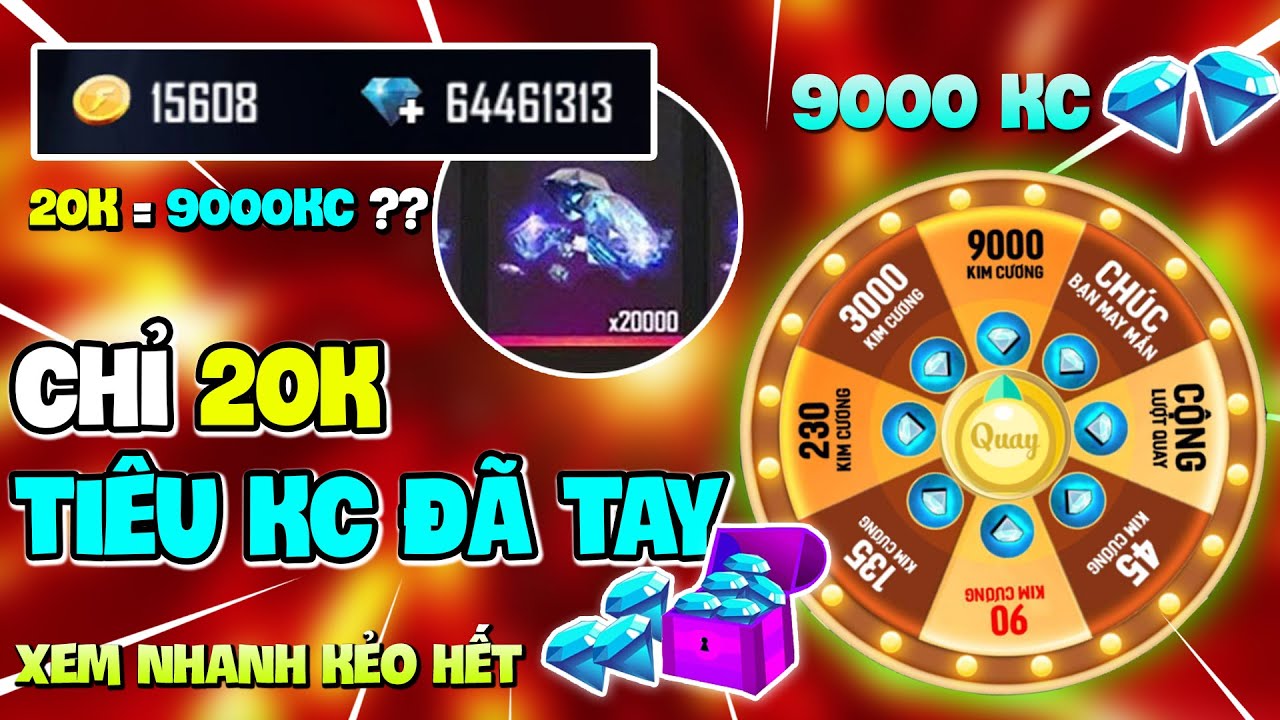 15608
64461313
9000 KC
20K = 9000KC ??
x20000
CHỈ 20K
TIÊU KC ĐÃ TAY
XEM NHANH KẺO HẾT
9000
KIM CƯƠNG
CHÚC
BẠN MAY MẮN
CỘNG
LƯỢT QUAY
45
KIM CƯƠNG
90
KIM CƯƠNG
135
KIM CƯƠNG
230
KIM CƯƠNG
3000
KIM CƯƠNG
Quay